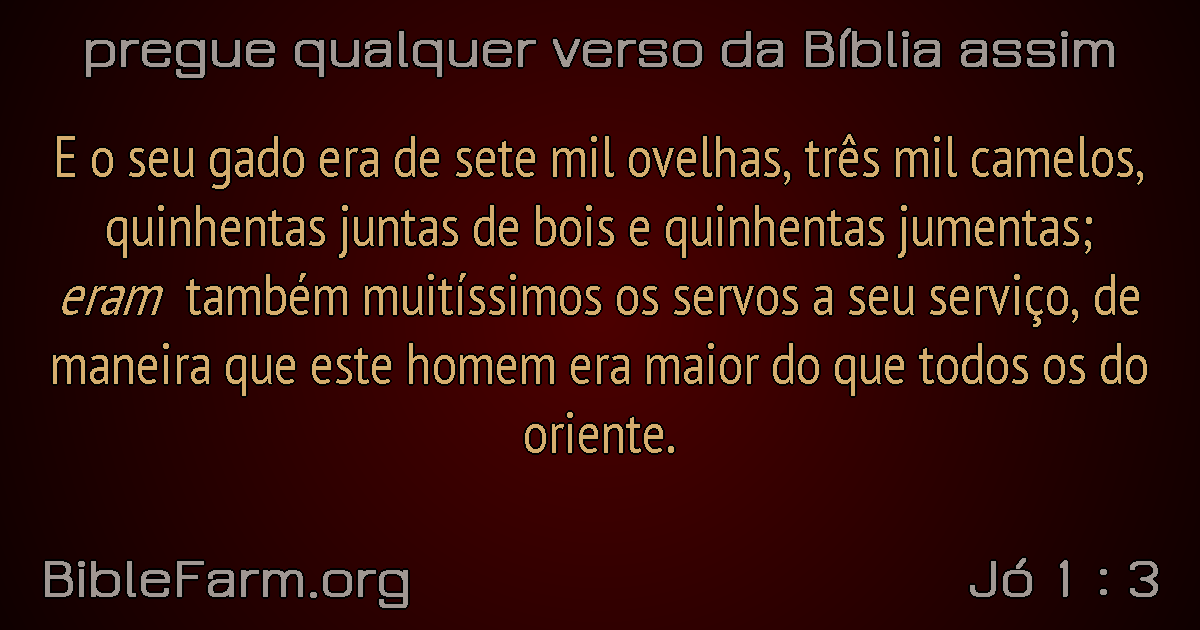 pregue qualquer verso da Bíblia assim
E o seu gado era de sete mil ovelhas, três mil camelos,
quinhentas juntas de bois e quinhentas jumentas;
eram também muitíssimos os servos a seu serviço, de
maneira que este homem era maior do que todos os do
oriente.
BibleFarm.org
Jó 1 : 3